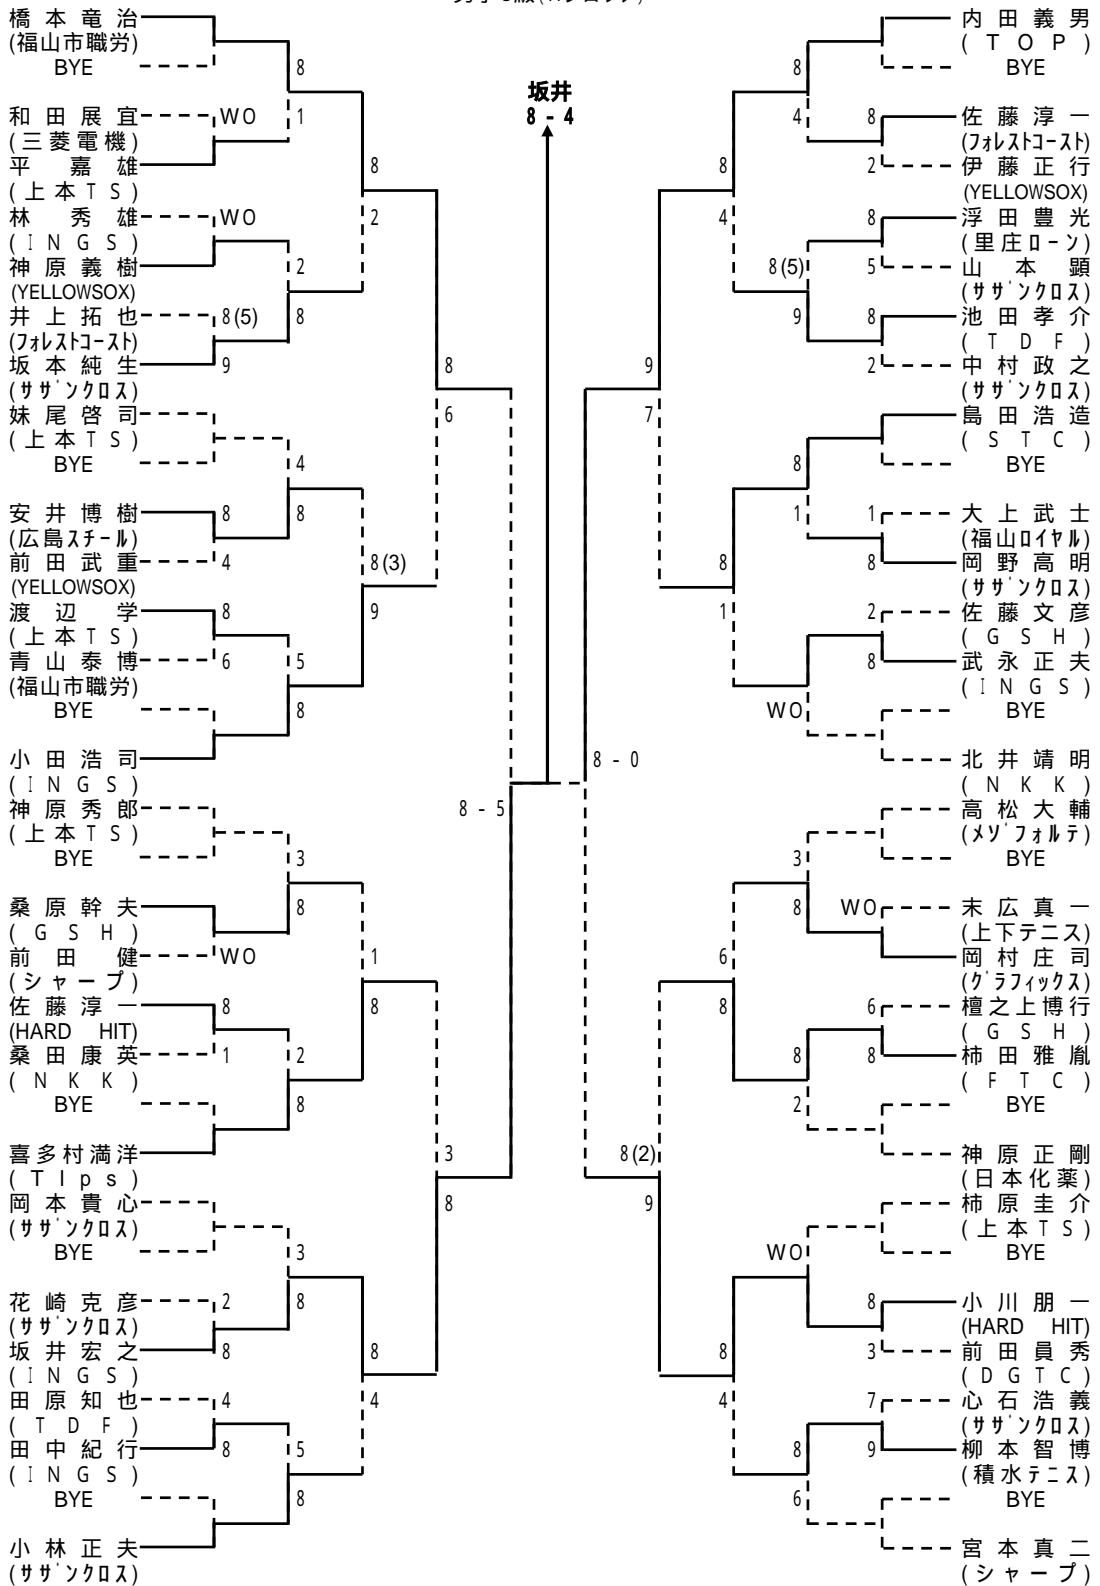 橋本竜治
(福山市職労)
BYE
和田展宜
(三菱電機)
平嘉雄
(上本TS)
林秀雄
(INGS)
神原義樹
(YELLOWSOX)
井上拓也
(フォレストコースト)
坂本純生
(サザンクロス)
妹尾啓司
(上本TS)
BYE
安井博樹
(広島スチール)
前田武重
(YELLOWSOX)
渡辺学
(上本TS)
青山泰博
(福山市職労)
BYE
小田浩司
(INGS)
神原秀郎
(上本TS)
BYE
桑原幹夫
(GSH)
前田健
(シャープ)
佐藤淳一
(HARD HIT)
桑田康英
(NKK)
BYE
喜多村満洋
(TIps)
岡本貴心
(サザンクロス)
BYE
花崎克彦
(サザンクロス)
坂井宏之
(INGS)
田原知也
(TDF)
田中紀行
(INGS)
BYE
小林正夫
(サザンクロス)
WO
WO
8(5)
9
8
4
8
6
WO
8
1
2
8
4
8
8
1
2
8
4
8
5
8
3
8
2
8
3
8
5
8
8
2
8(3)
9
1
8
8
4
8
6
3
8
8-5
坂井
8-4
8-0
9
7
8(2)
9
8
4
8
1
6
8
8
4
8
4
8(5)
9
8
1
WO
3
8
8
2
WO
8
6
8
2
8
5
8
2
1
8
2
8
WO
6
8
8
3
7
9
内田義男
(TOP)
BYE
佐藤淳一
(フォレストコースト)
伊藤正行
(YELLOWSOX)
浮田豊光
(里庄ローン)
山本顕
(サザンクロス)
池田孝介
(TDF)
中村政之
(サザンクロス)
島田浩造
(STC)
BYE
大上武士
(福山ロイヤル)
岡野高明
(サザンクロス)
佐藤文彦
(GSH)
武永正夫
(INGS)
BYE
北井靖明
(NKK)
高松大輔
(メゾフォルテ)
BYE
末広真一
(上下テニス)
岡村庄司
(グラフィックス)
檀之上博行
(GSH)
柿田雅胤
(FTC)
BYE
神原正剛
(日本化薬)
柿原圭介
(上本TS)
BYE
小川朋一
(HARD HIT)
前田員秀
(DGTC)
心石浩義
(サザンクロス)
柳本智博
(積水テニス)
BYE
宮本真二
(シャープ)